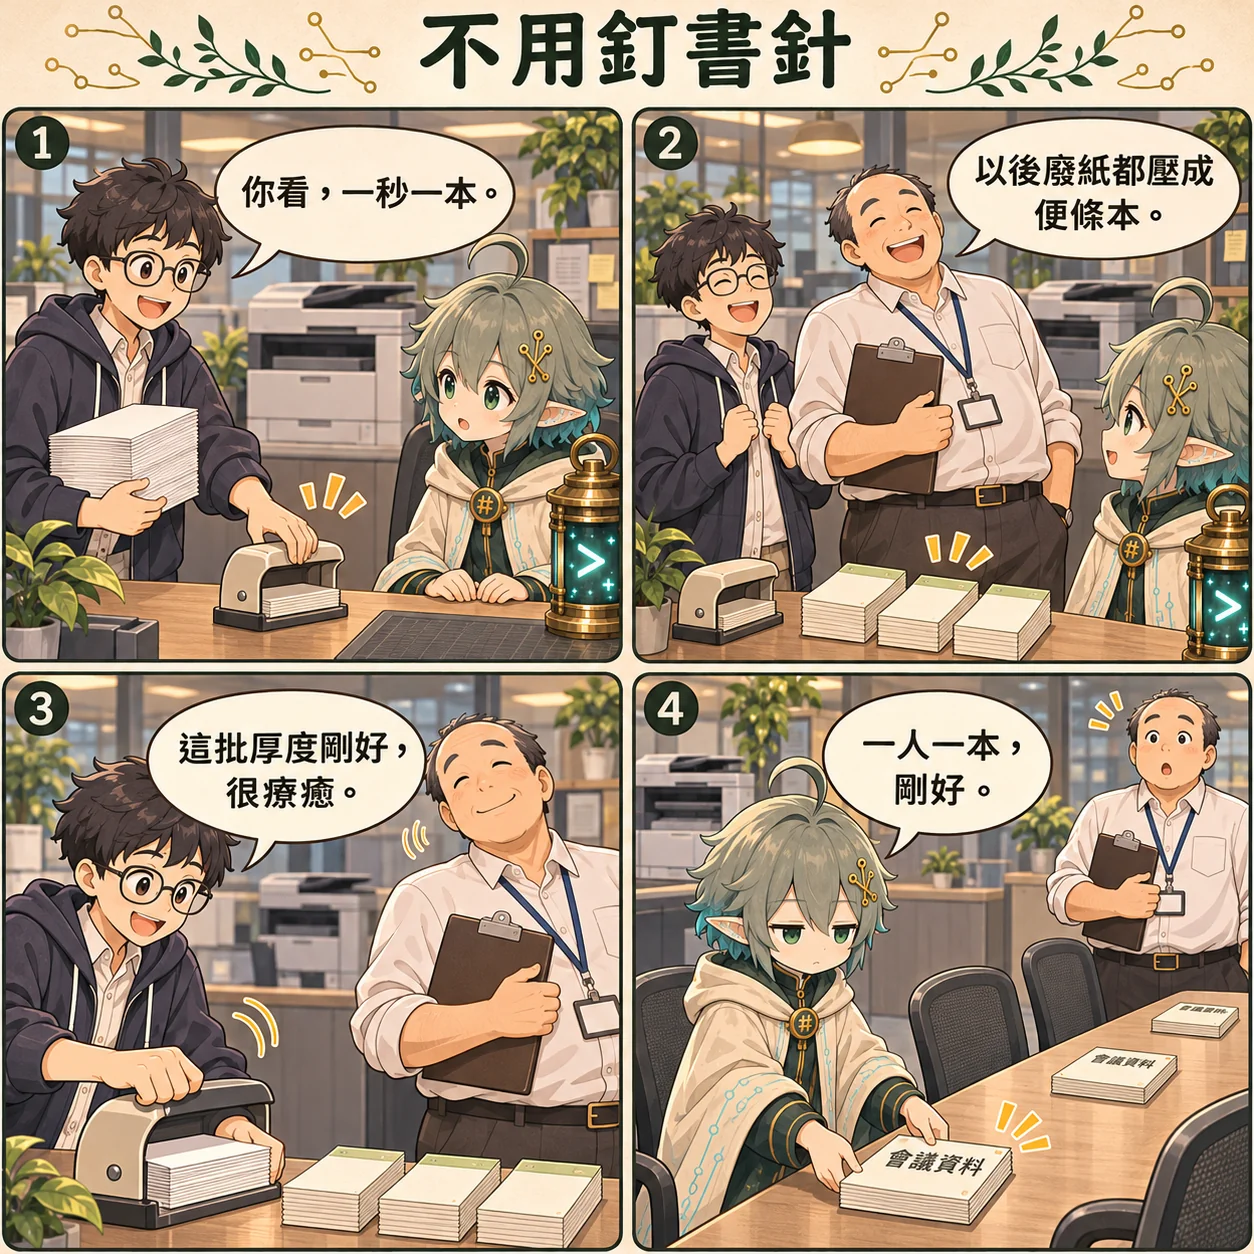 不用釘書針
1
你看，一秒一本。
#
>
2
以後廢紙都壓成
便條本。
#
>
3
這批厚度剛好，
很療癒。
4
一人一本，
剛好。
#
會議資料
會議資料
會議資料